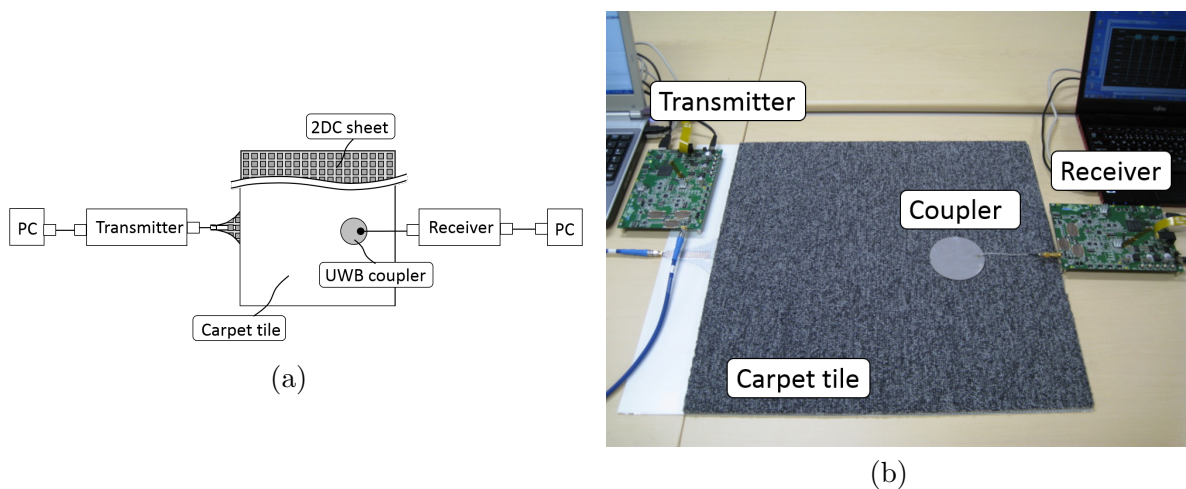 2DC sheet
PC
Transmitter
Receiver
PC
UWB coupler
Carpet tile
(a)
Transmitter
Receiver
Coupler
Carpet tile
(b)